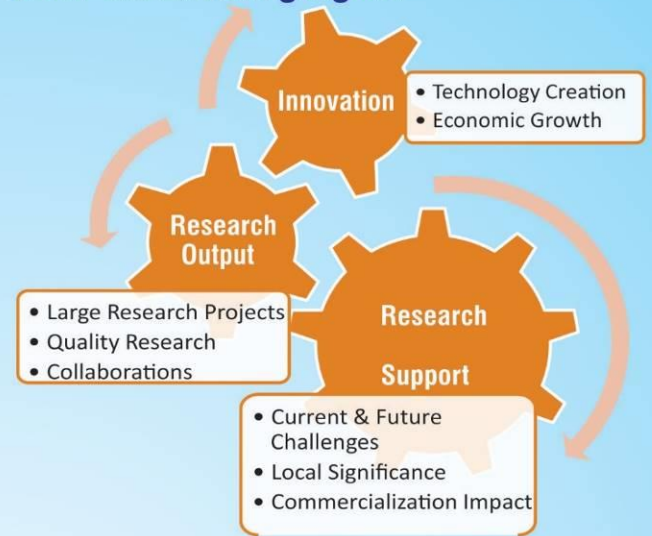 Innovation
• Technology Creation
• Economic Growth
Research
Output
• Large Research Projects
• Quality Research
• Collaborations
Research
Support
• Current & Future
Challenges
• Local Significance
• Commercialization Impact